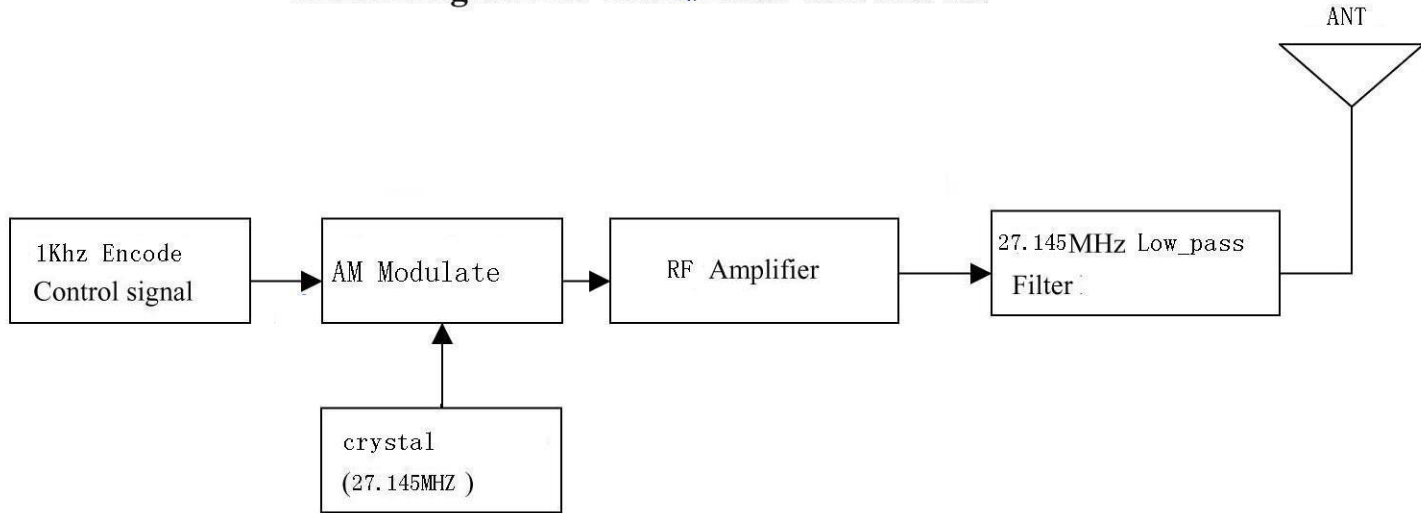 ANT
1Khz Encode
Control signal
AM Modulate
RF Amplifier
27.145MHz Low_pass
Filter
crystal
(27.145MHZ )